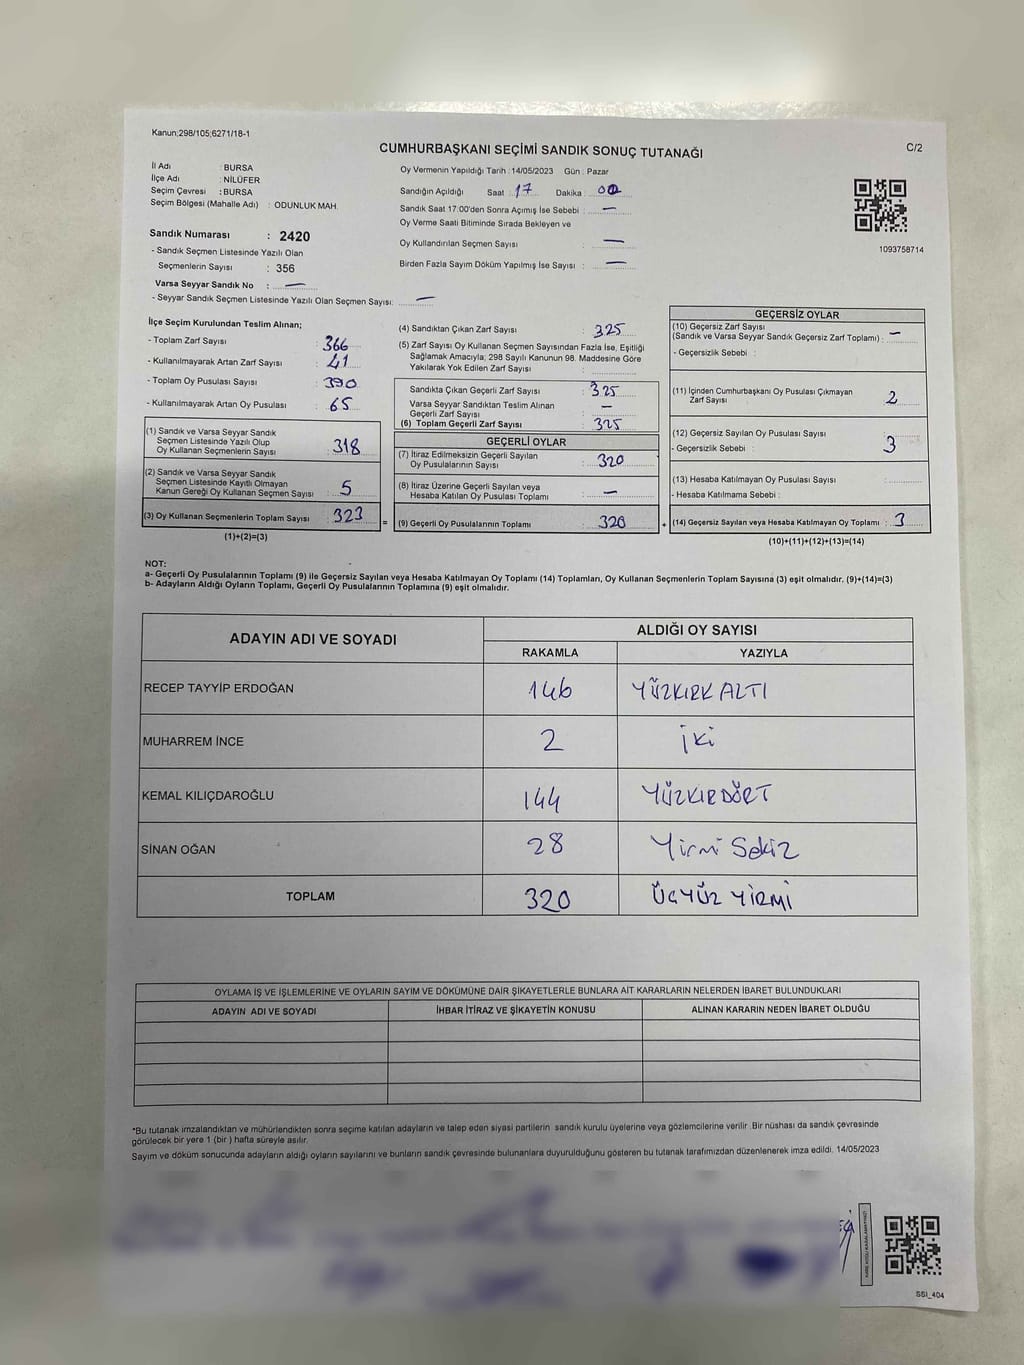 Kanun;298/105;6271/18-1
CUMHURBAŞKANI SEÇİMİ SANDIK SONUÇ TUTANAĞI
C/2
İl Adı : BURSA
İlçe Adı : NİLÜFER
Seçim Çevresi : BURSA
Seçim Bölgesi (Mahalle Adı) : ODUNLUK MAH.
Sandık Numarası : 2420
- Sandık Seçmen Listesinde Yazılı Olan
Seçmenlerin Sayısı : 356
Varsa Seyyar Sandık No : —
- Seyyar Sandık Seçmen Listesinde Yazılı Olan Seçmen Sayısı: —
Oy Vermenin Yapıldığı Tarih :14/05/2023 Gün : Pazar
Sandığın Açıldığı Saat : 17 Dakika : 00
Sandık Saat 17:00'den Sonra Açımış İse Sebebi : —
Oy Verme Saati Bitiminde Sırada Bekleyen ve
Oy Kullandırılan Seçmen Sayısı : —
Birden Fazla Sayım Döküm Yapılmış İse Sayısı : —
1093758714
İlçe Seçim Kurulundan Teslim Alınan;
- Toplam Zarf Sayısı : 366
- Kullanılmayarak Artan Zarf Sayısı : 41
- Toplam Oy Pusulası Sayısı : 390
- Kullanılmayarak Artan Oy Pusulası : 65
(1) Sandık ve Varsa Seyyar Sandık
Seçmen Listesinde Yazılı Olup
Oy Kullanan Seçmenlerin Sayısı : 318
(2) Sandık ve Varsa Seyyar Sandık
Seçmen Listesinde Kayıtlı Olmayan
Kanun Gereği Oy Kullanan Seçmen Sayısı : 5
(3) Oy Kullanan Seçmenlerin Toplam Sayısı : 323
(1)+(2)=(3)
(4) Sandıktan Çıkan Zarf Sayısı : 325
(5) Zarf Sayısı Oy Kullanan Seçmen Sayısından Fazla İse, Eşitliği
Sağlamak Amacıyla; 298 Sayılı Kanunun 98. Maddesine Göre
Yakılarak Yok Edilen Zarf Sayısı :
Sandıkta Çıkan Geçerli Zarf Sayısı : 325
Varsa Seyyar Sandıktan Teslim Alınan
Geçerli Zarf Sayısı : —
(6) Toplam Geçerli Zarf Sayısı : 325
GEÇERLİ OYLAR
(7) İtiraz Edilmeksizin Geçerli Sayılan
Oy Pusulalarının Sayısı : 320
(8) İtiraz Üzerine Geçerli Sayılan veya
Hesaba Katılan Oy Pusulası Toplamı : —
= (9) Geçerli Oy Pusulalarının Toplamı : 320
GEÇERSİZ OYLAR
(10) Geçersiz Zarf Sayısı
(Sandık ve Varsa Seyyar Sandık Geçersiz Zarf Toplamı) : —
- Geçersizlik Sebebi :
(11) İçinden Cumhurbaşkanı Oy Pusulası Çıkmayan
Zarf Sayısı : 2
(12) Geçersiz Sayılan Oy Pusulası Sayısı : 3
- Geçersizlik Sebebi :
(13) Hesaba Katılmayan Oy Pusulası Sayısı :
- Hesaba Katılmama Sebebi :
+ (14) Geçersiz Sayılan veya Hesaba Katılmayan Oy Toplamı : 3
(10)+(11)+(12)+(13)=(14)
NOT:
a- Geçerli Oy Pusulalarının Toplamı (9) ile Geçersiz Sayılan veya Hesaba Katılmayan Oy Toplamı (14) Toplamları, Oy Kullanan Seçmenlerin Toplam Sayısına (3) eşit olmalıdır. (9)+(14)=(3)
b- Adayların Aldığı Oyların Toplamı, Geçerli Oy Pusulalarının Toplamına (9) eşit olmalıdır.
ADAYIN ADI VE SOYADI
ALDIĞI OY SAYISI
RAKAMLA YAZIYLA
RECEP TAYYİP ERDOĞAN 146 YÜZKIRK ALTI
MUHARREM İNCE 2 İki
KEMAL KILIÇDAROĞLU 144 YÜZKIRDÖRT
SİNAN OĞAN 28 Yirmi Sekiz
TOPLAM 320 ÜÇYÜZ YİRMİ
OYLAMA İŞ VE İŞLEMLERİNE VE OYLARIN SAYIM VE DÖKÜMÜNE DAİR ŞİKAYETLERLE BUNLARA AİT KARARLARIN NELERDEN İBARET BULUNDUKLARI
ADAYIN ADI VE SOYADI İHBAR İTİRAZ VE ŞİKAYETİN KONUSU ALINAN KARARIN NEDEN İBARET OLDUĞU
*Bu tutanak imzalandıktan ve mühürlendikten sonra seçime katılan adayların ve talep eden siyasi partilerin sandık kurulu üyelerine veya gözlemcilerine verilir .Bir nüshası da sandık çevresinde
görülecek bir yere 1 (bir ) hafta süreyle asılır.
Sayım ve döküm sonucunda adayların aldığı oyların sayılarını ve bunların sandık çevresinde bulunanlara duyurulduğunu gösteren bu tutanak tarafımızdan düzenlenerek imza edildi. 14/05/2023
SSI_404